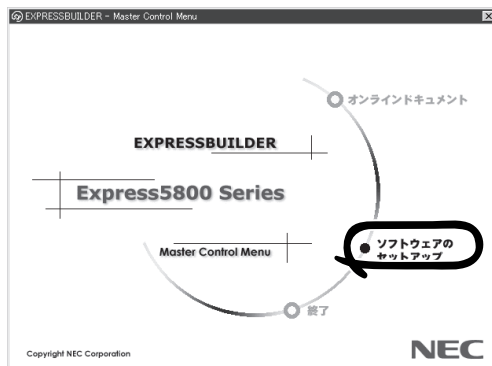 EXPRESSBUILDER - Master Control Menu
オンラインドキュメント
EXPRESSBUILDER
Express5800 Series
ソフトウェアの
セットアップ
Master Control Menu
終了
Copyright NEC Corporation
NEC